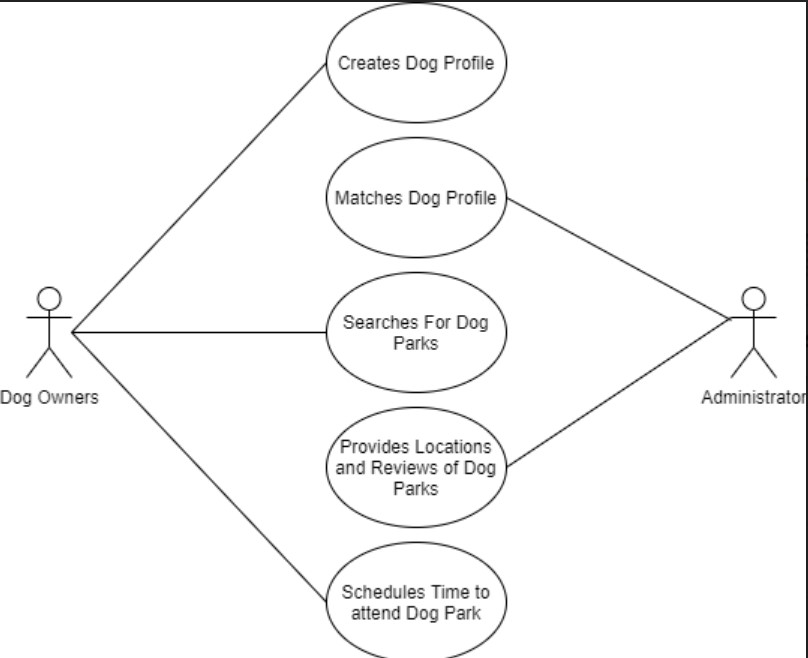 Creates Dog Profile
Matches Dog Profile
Searches For Dog
Parks
Dog Owners
Administrator
Provides Locations
and Reviews of Dog
Parks
Schedules Time to
attend Dog Park